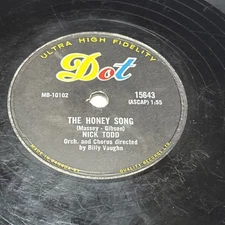 ULTRA HIGH FIDELITY
Dot
MB-10102 15643
(ASCAP) 1:55
THE HONEY SONG
(Massey - Gibson)
NICK TODD
Orch. and Chorus directed
by Billy Vaughn